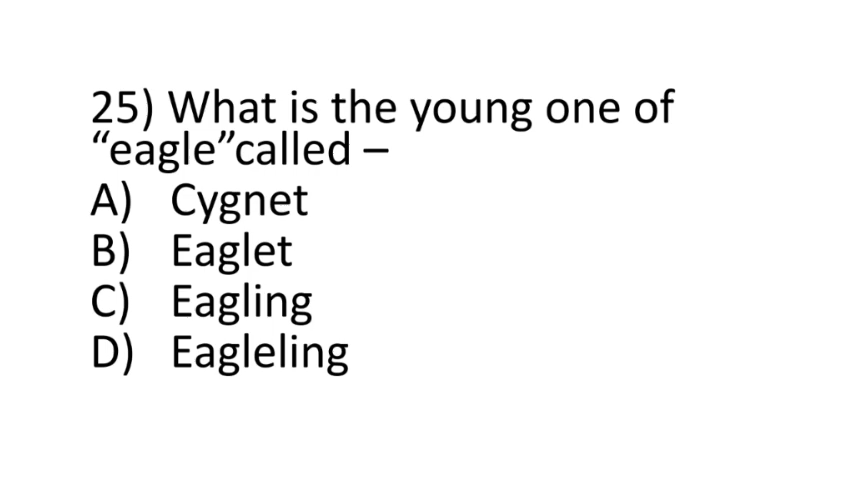 25) What is the young one of
“eagle”called –
A) Cygnet
B) Eaglet
C) Eagling
D) Eagleling